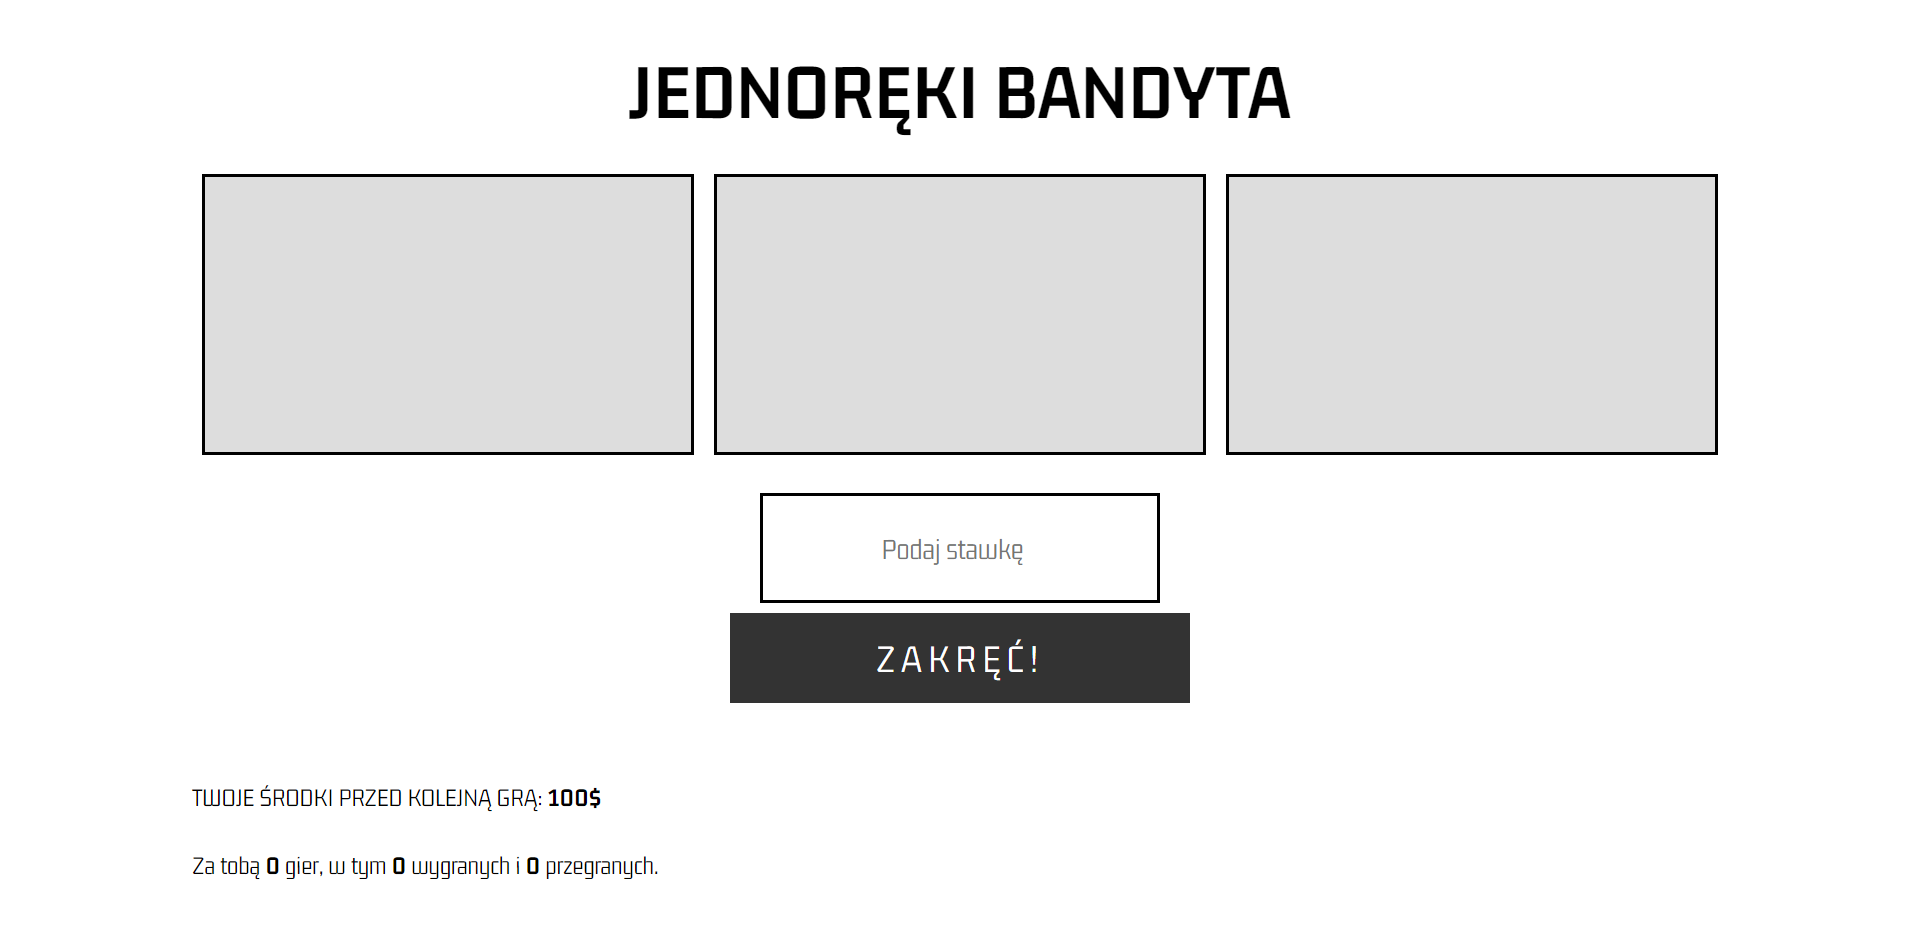 JEDNORĘKI BANDYTA
Podaj stawkę
ZAKRĘĆ!
TWOJE ŚRODKI PRZED KOLEJNĄ GRĄ: 100$
Za tobą 0 gier, w tym 0 wygranych i 0 przegranych.